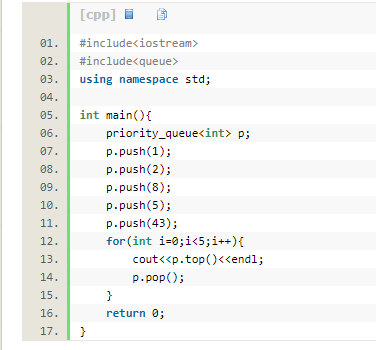 [cpp]
01. #include<iostream>
02. #include<queue>
03. using namespace std;
04.
05. int main(){
06.     priority_queue<int> p;
07.     p.push(1);
08.     p.push(2);
09.     p.push(8);
10.     p.push(5);
11.     p.push(43);
12.     for(int i=0;i<5;i++){
13.         cout<<p.top()<<endl;
14.         p.pop();
15.     }
16.     return 0;
17. }